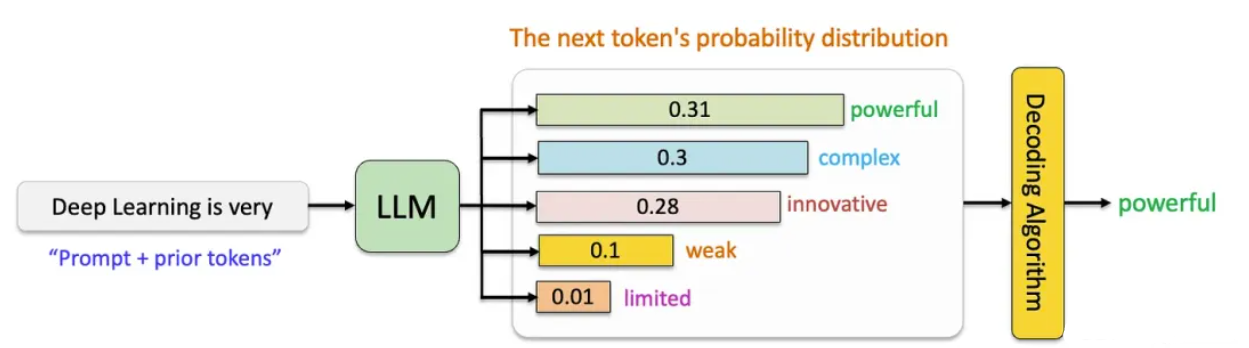 The next token's probability distribution
0.31 powerful
0.3 complex
Deep Learning is very
LLM
0.28 innovative
"Prompt + prior tokens"
0.1 weak
0.01 limited
Decoding Algorithm
powerful